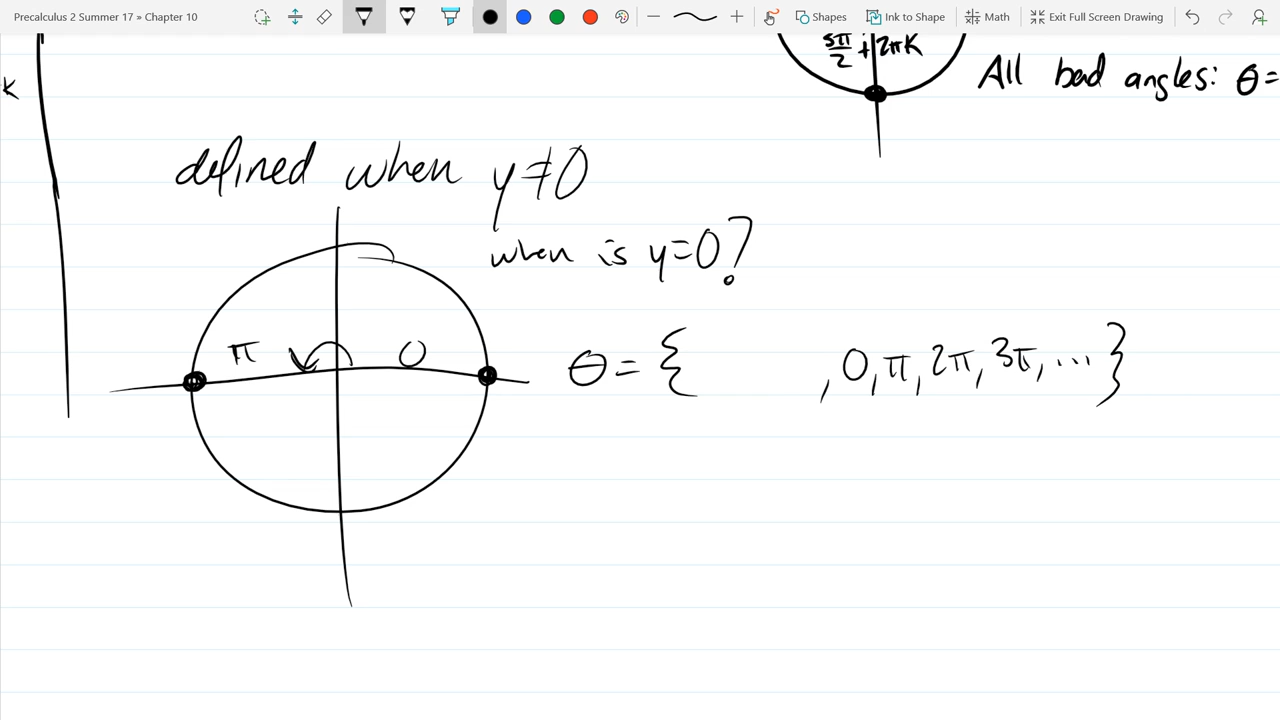 Precalculus 2 Summer 17 » Chapter 10
Shapes
Ink to Shape
Math
Exit Full Screen Drawing
K
3π/2 + 2πK
All bad angles: θ=
defined when y≠0
when is y=0?
π
0
θ = { , 0, π, 2π, 3π, ... }